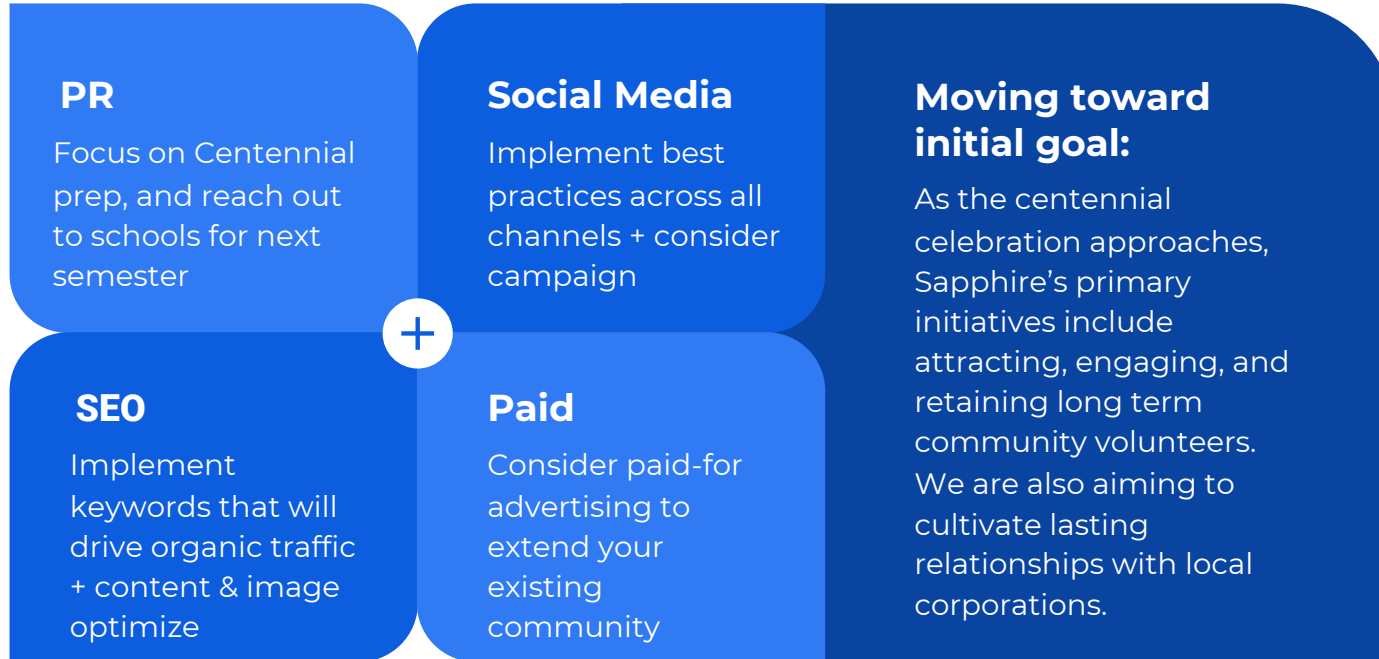 PR
Focus on Centennial
prep, and reach out
to schools for next
semester
Social Media
Implement best
practices across all
channels + consider
campaign
+
SEO
Implement
keywords that will
drive organic traffic
+ content & image
optimize
Paid
Consider paid-for
advertising to
extend your
existing
community
Moving toward
initial goal:
As the centennial
celebration approaches,
Sapphire’s primary
initiatives include
attracting, engaging, and
retaining long term
community volunteers.
We are also aiming to
cultivate lasting
relationships with local
corporations.